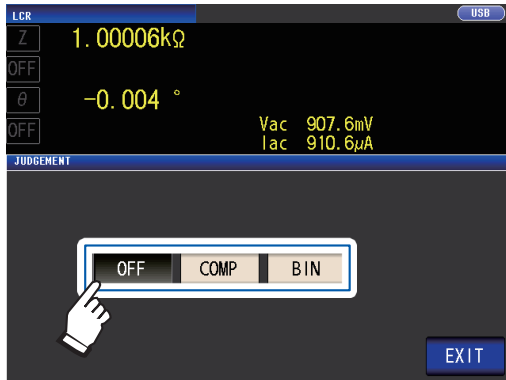 LCR USB
Z 1.00006kΩ
OFF
θ -0.004 °
OFF Vac 907.6mV
Iac 910.6μA
JUDGEMENT
OFF COMP BIN
EXIT